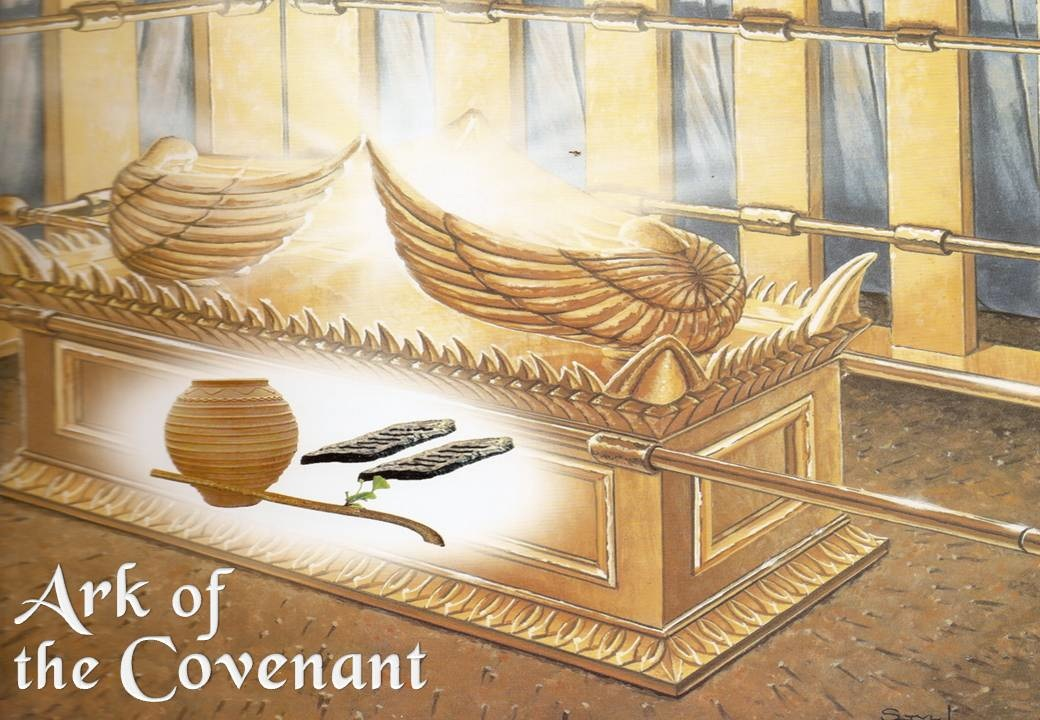 Ark of
the Covenant